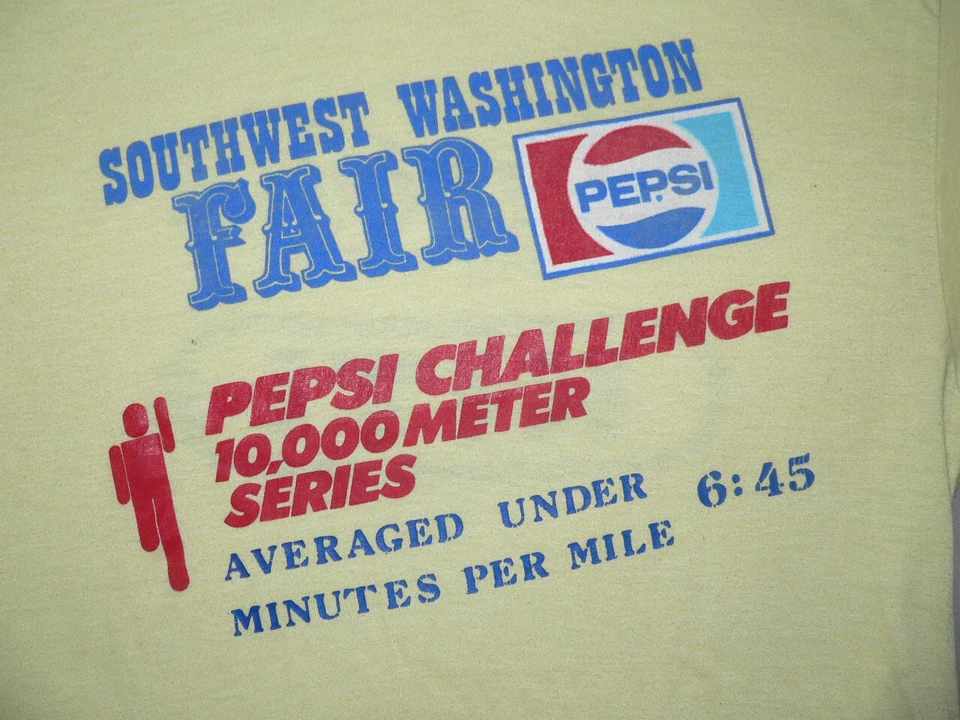 SOUTHWEST WASHINGTON
FAIR
PEPSI
PEPSI CHALLENGE
10,000 METER
SERIES
AVERAGED UNDER 6:45
MINUTES PER MILE